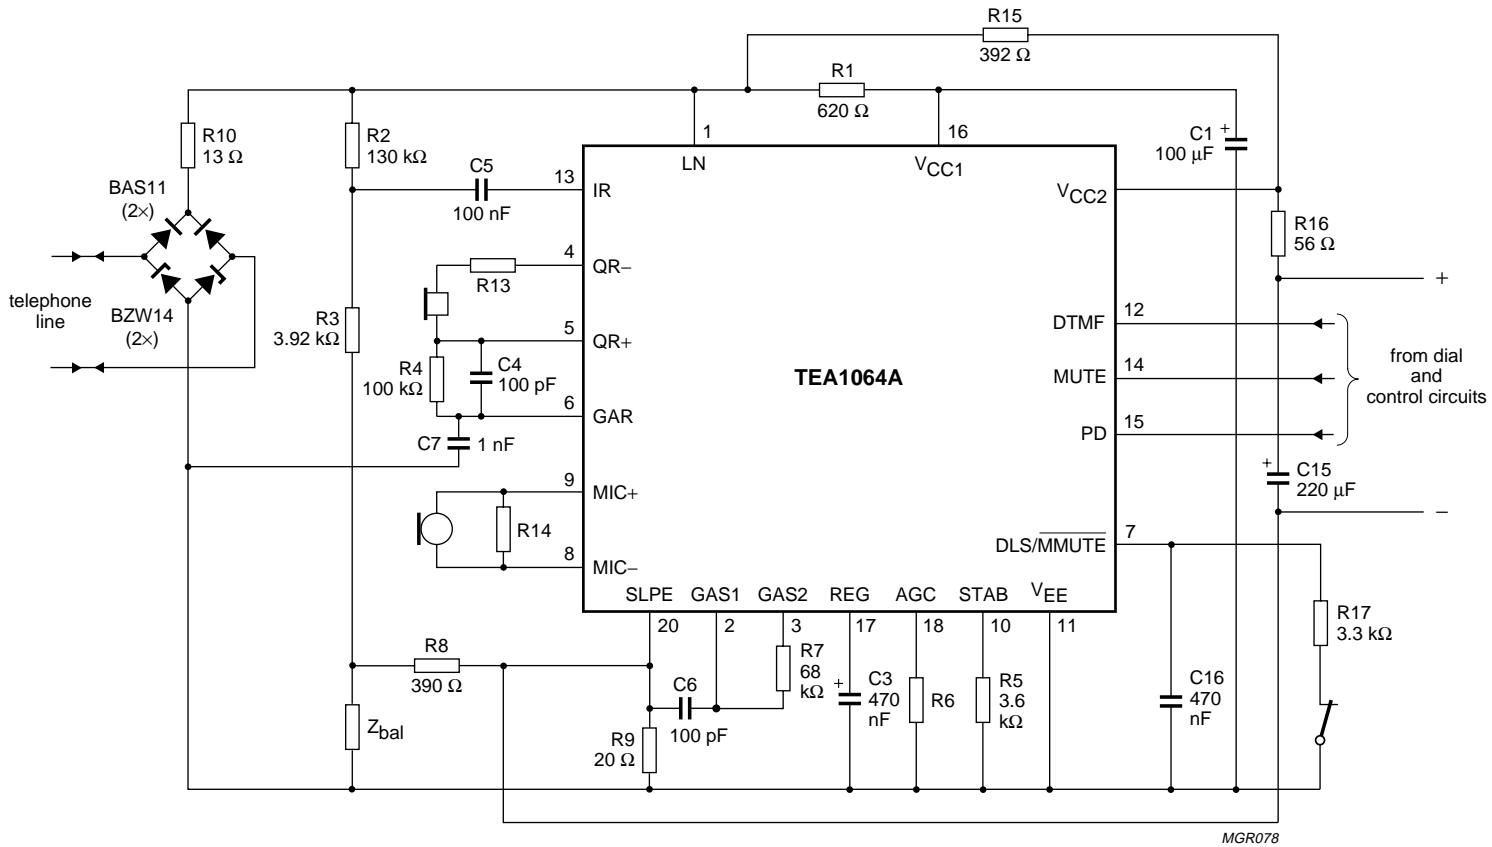 R15
392 Ω
R1
620 Ω
R10
13 Ω
R2
130 kΩ
C5
100 nF
13
IR
1
LN
16
VCC1
C1
+
100 µF
VCC2
BAS11
(2×)
telephone
line
BZW14
(2×)
R3
3.92 kΩ
4
QR−
R13
5
QR+
R4
100 kΩ
C4
100 pF
6
GAR
C7
1 nF
9
MIC+
R14
8
MIC−
TEA1064A
R16
56 Ω
+
DTMF
12
MUTE
14
PD
15
from dial
and
control circuits
+
C15
220 µF
−
DLS/MMUTE
7
SLPE
GAS1
GAS2
REG
AGC
STAB
VEE
20
2
3
17
18
10
11
R17
3.3 kΩ
R8
390 Ω
R7
68
kΩ
C6
100 pF
+
C3
470
nF
R6
R5
3.6
kΩ
C16
470
nF
Zbal
R9
20 Ω
MGR078